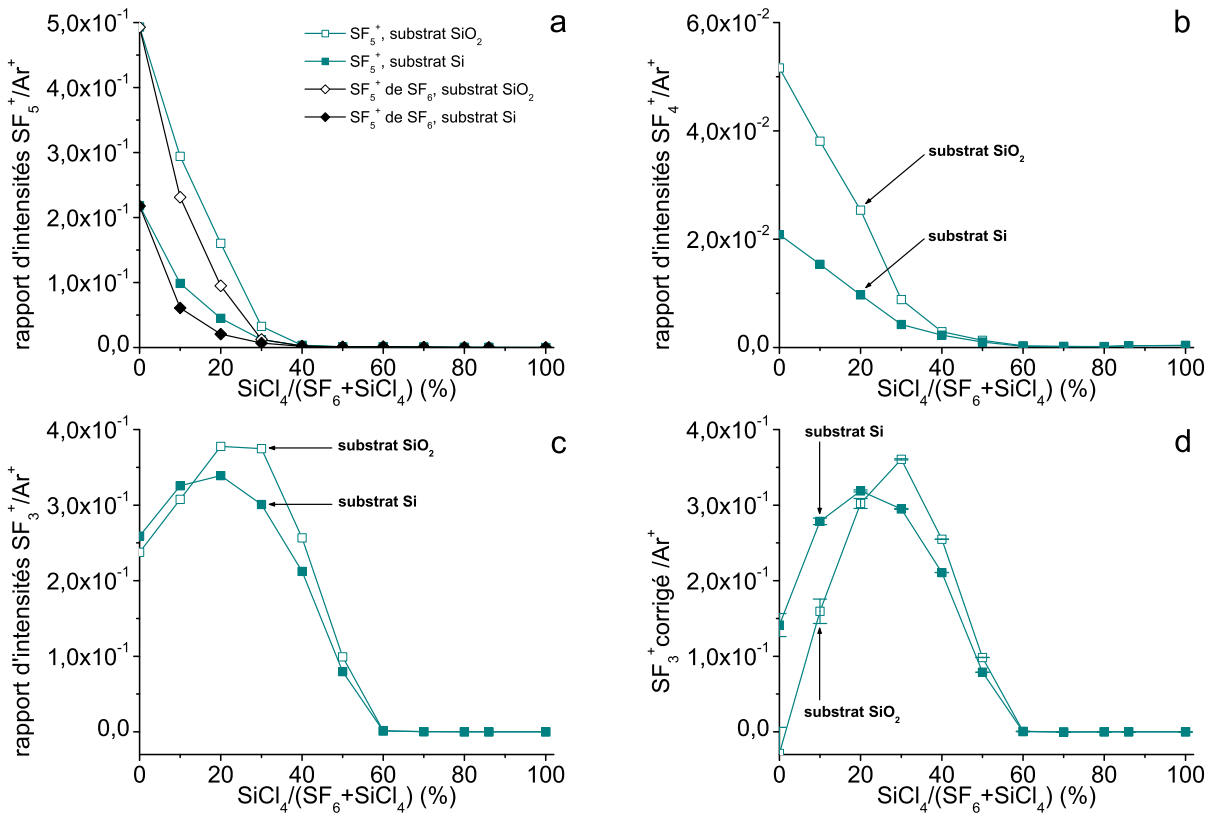 a
rapport d'intensités SF₅⁺/Ar⁺
5,0x10⁻¹
4,0x10⁻¹
3,0x10⁻¹
2,0x10⁻¹
1,0x10⁻¹
0,0
SF₅⁺, substrat SiO₂
SF₅⁺, substrat Si
SF₅⁺ de SF₆, substrat SiO₂
SF₅⁺ de SF₆, substrat Si
0 20 40 60 80 100
SiCl₄/(SF₆+SiCl₄) (%)
b
rapport d'intensités SF₄⁺/Ar⁺
6,0x10⁻²
4,0x10⁻²
2,0x10⁻²
0,0
substrat SiO₂
substrat Si
0 20 40 60 80 100
SiCl₄/(SF₆+SiCl₄) (%)
c
rapport d'intensités SF₃⁺/Ar⁺
4,0x10⁻¹
3,0x10⁻¹
2,0x10⁻¹
1,0x10⁻¹
0,0
substrat SiO₂
substrat Si
0 20 40 60 80 100
SiCl₄/(SF₆+SiCl₄) (%)
d
SF₃⁺corrigé /Ar⁺
4,0x10⁻¹
3,0x10⁻¹
2,0x10⁻¹
1,0x10⁻¹
0,0
substrat Si
substrat SiO₂
0 20 40 60 80 100
SiCl₄/(SF₆+SiCl₄) (%)